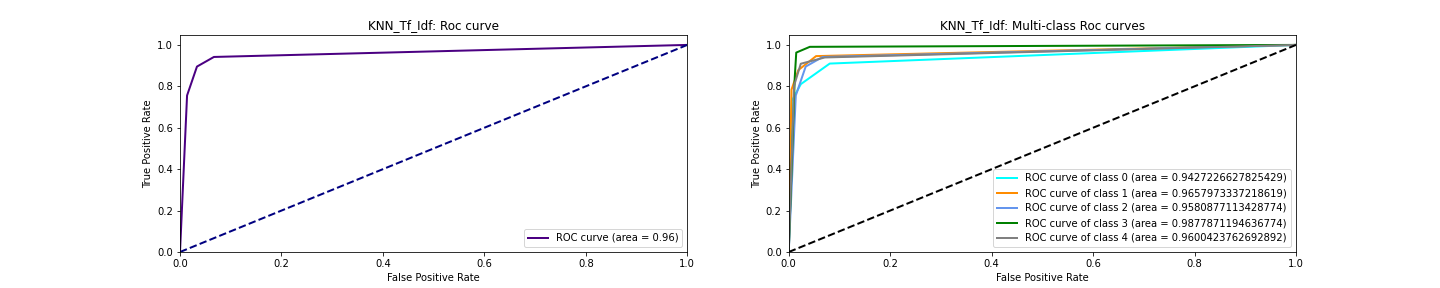 KNN_Tf_Idf: Roc curve
1.0
0.8
0.6
0.4
0.2
0.0
True Positive Rate
ROC curve (area = 0.96)
0.0 0.2 0.4 0.6 0.8 1.0
False Positive Rate
KNN_Tf_Idf: Multi-class Roc curves
1.0
0.8
0.6
0.4
0.2
0.0
True Positive Rate
ROC curve of class 0 (area = 0.9427226627825429)
ROC curve of class 1 (area = 0.9657973337218619)
ROC curve of class 2 (area = 0.9580877113428774)
ROC curve of class 3 (area = 0.9877871194636774)
ROC curve of class 4 (area = 0.9600423762692892)
0.0 0.2 0.4 0.6 0.8 1.0
False Positive Rate